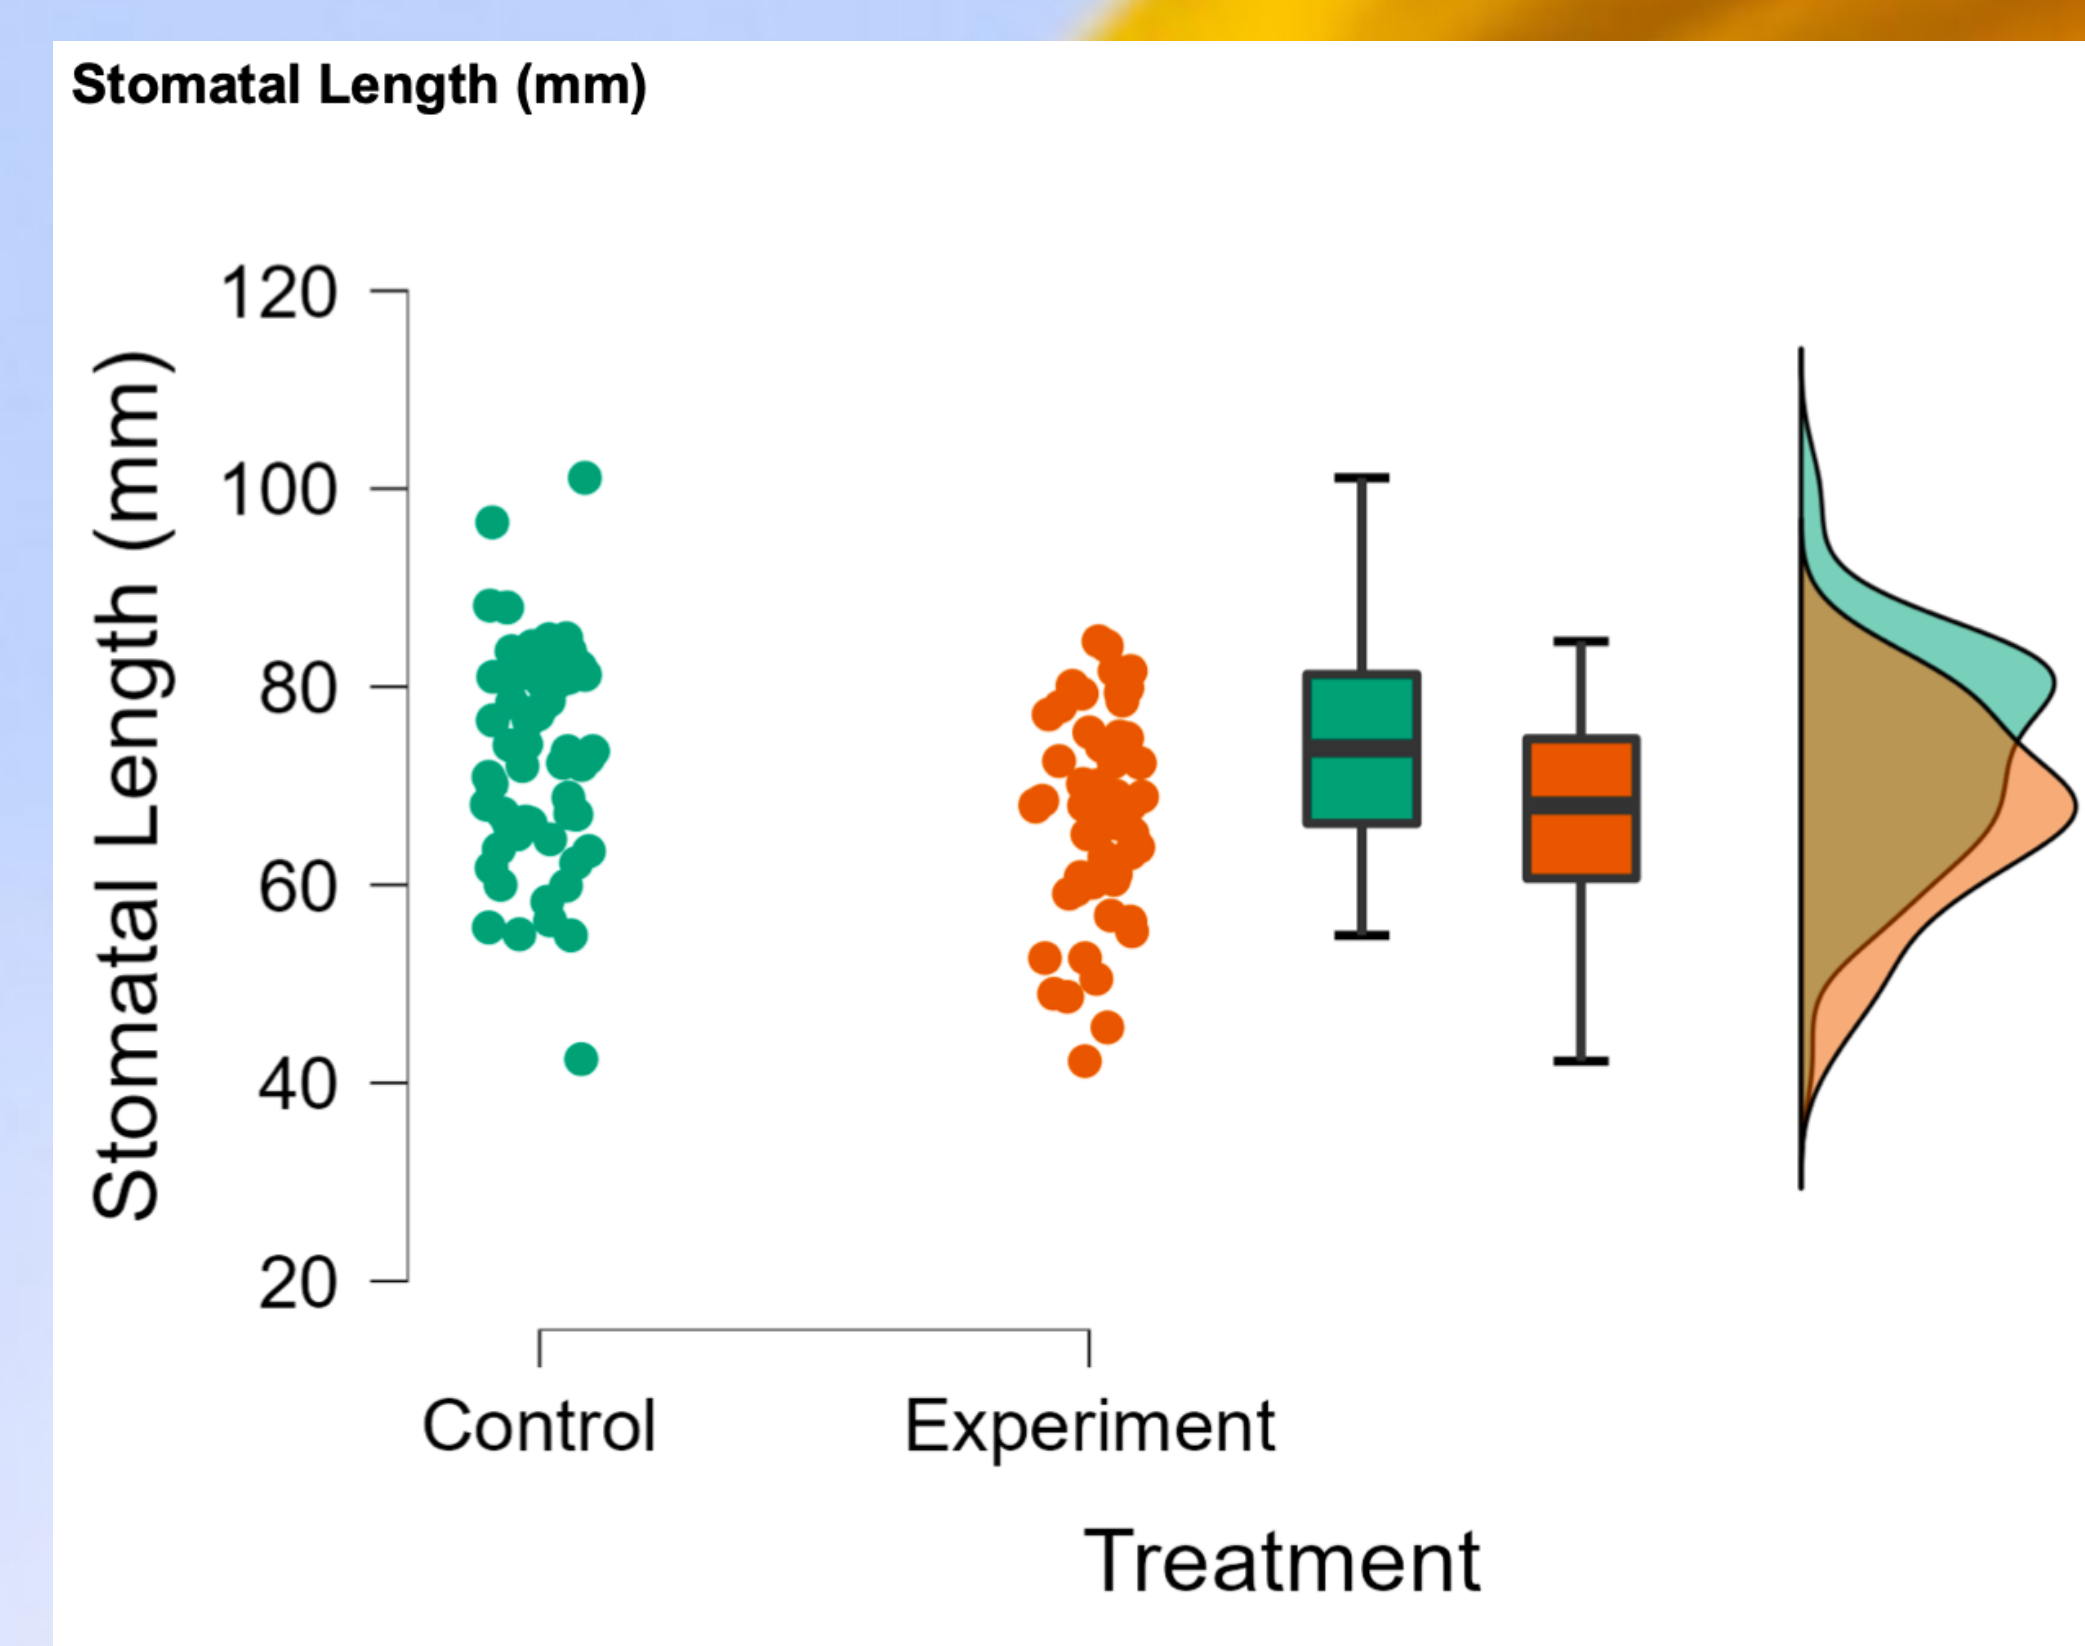 Stomatal Length (mm)
Stomatal Length (mm)
120
100
80
60
40
20
Control
Experiment
Treatment